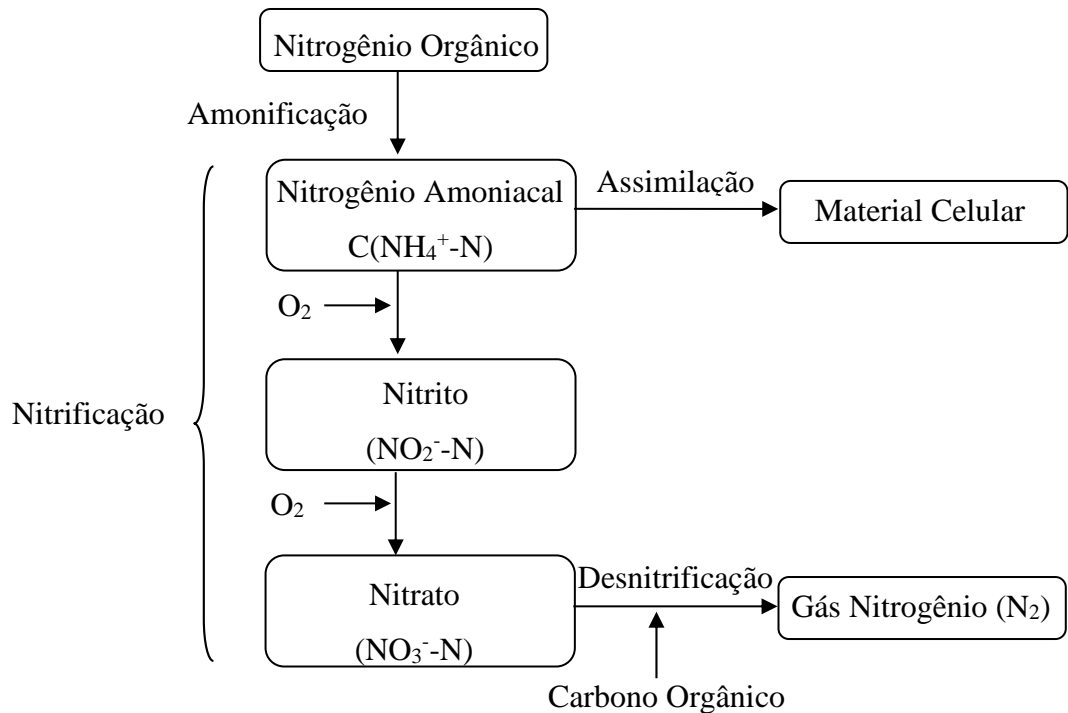 Nitrogênio Orgânico
Amonificação
Nitrogênio Amoniacal
C(NH₄⁺-N)
Assimilação
Material Celular
O₂
Nitrito
(NO₂⁻-N)
Nitrificação
O₂
Nitrato
(NO₃⁻-N)
Desnitrificação
Gás Nitrogênio (N₂)
Carbono Orgânico